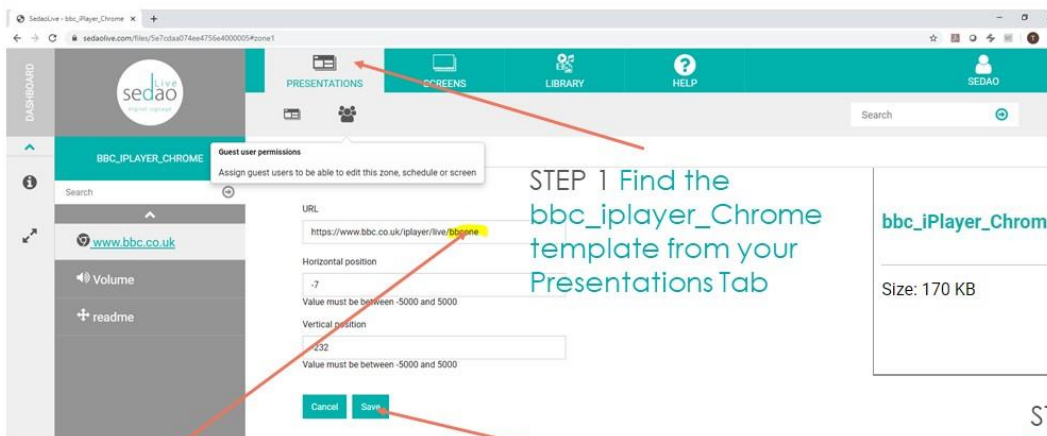 SedaoLive - bbc_iPlayer_Chrome
sedaolive.com/files/5e7cdaa074ee4756e4000005#zone1
DASHBOARD
sedao Live
digital signage
PRESENTATIONS
SCREENS
LIBRARY
HELP
SEDAO
Search
BBC_IPLAYER_CHROME
Guest user permissions
Assign guest users to be able to edit this zone, schedule or screen
Search
www.bbc.co.uk
Volume
readme
URL
https://www.bbc.co.uk/iplayer/live/bbcone
Horizontal position
-7
Value must be between -5000 and 5000
Vertical position
-232
Value must be between -5000 and 5000
Cancel
Save
STEP 1 Find the
bbc_iplayer_Chrome
template from your
Presentations Tab
bbc_iPlayer_Chrom
Size: 170 KB
ST